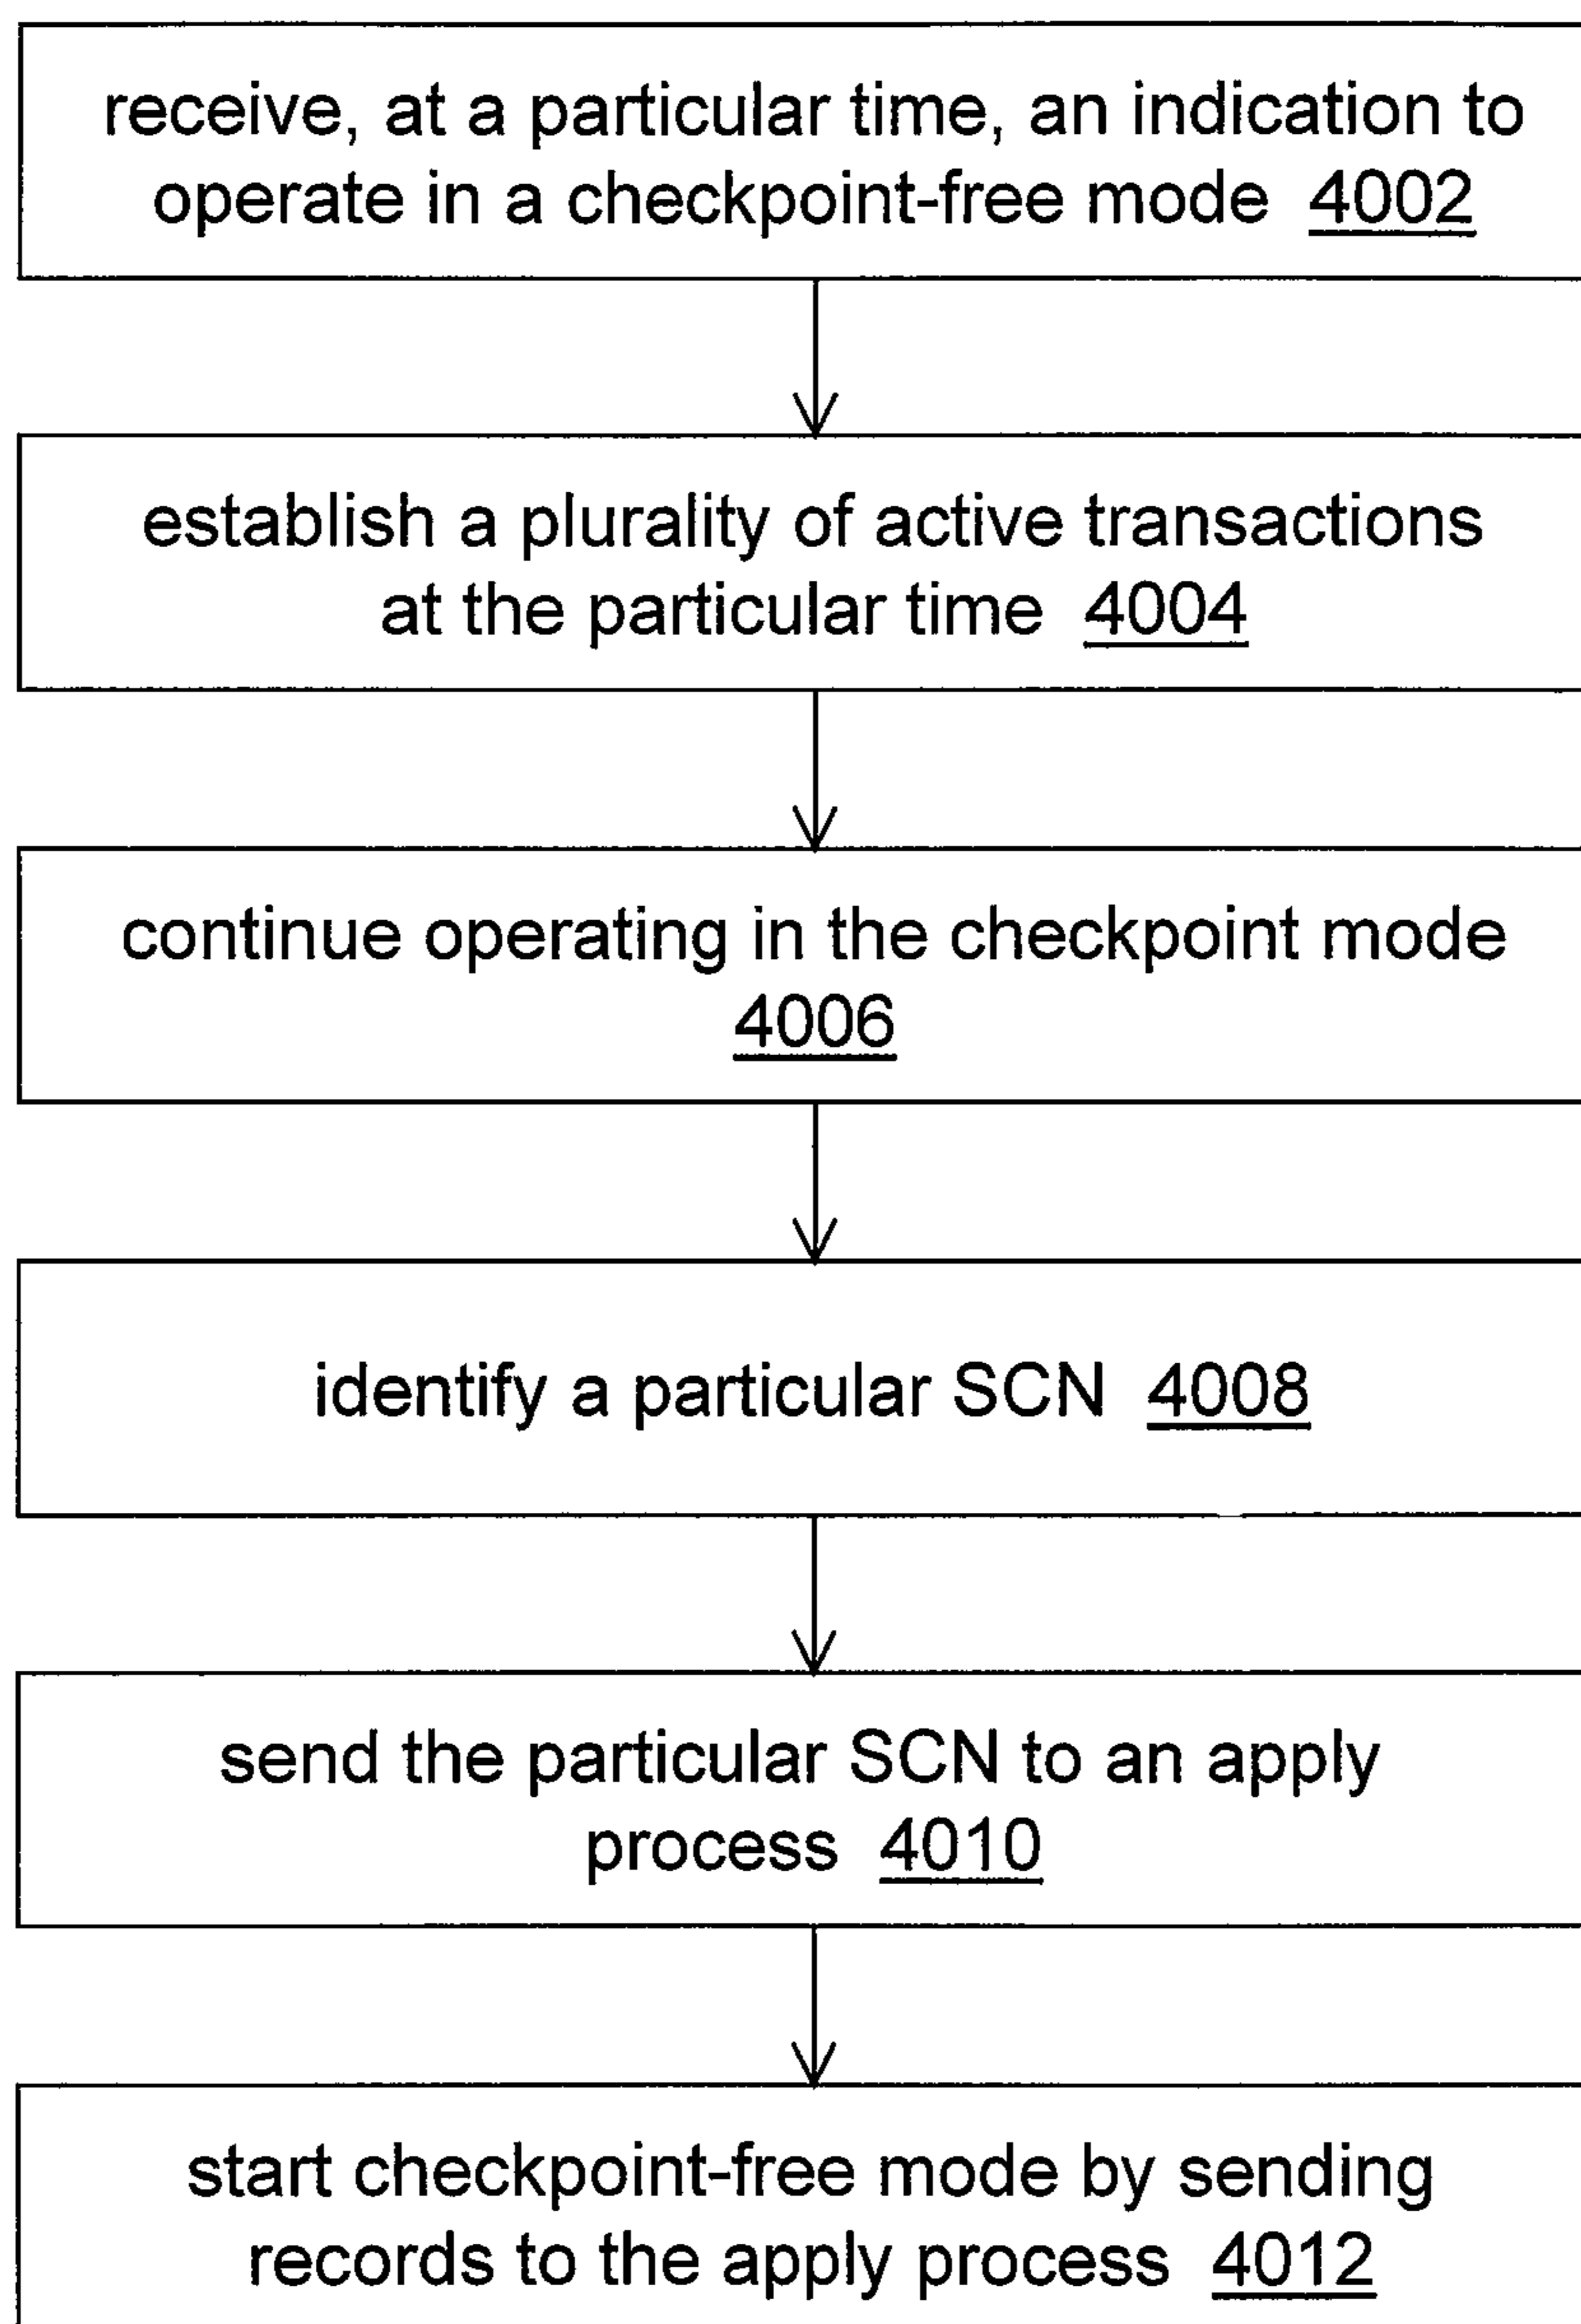 receive, at a particular time, an indication to
operate in a checkpoint-free mode 4002
establish a plurality of active transactions
at the particular time 4004
continue operating in the checkpoint mode
4006
identify a particular SCN 4008
send the particular SCN to an apply
process 4010
start checkpoint-free mode by sending
records to the apply process 4012